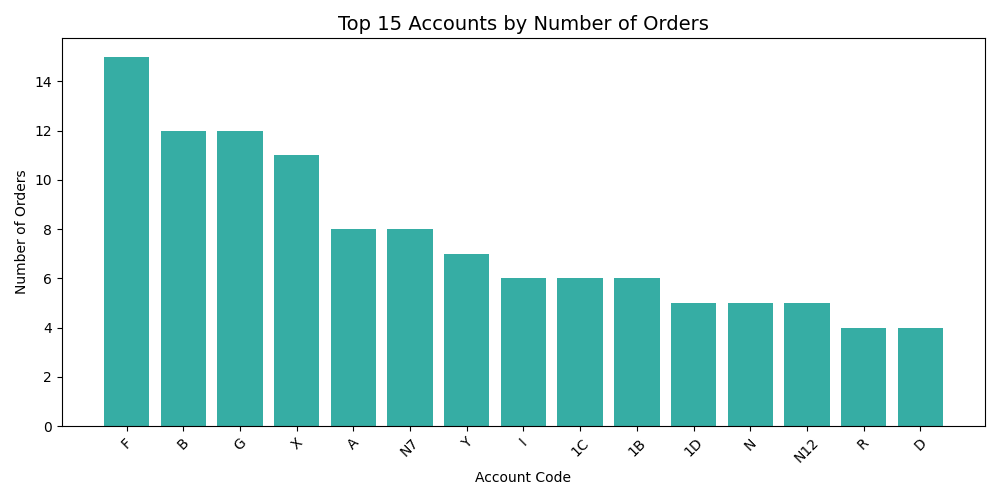 Top 15 Accounts by Number of Orders
Number of Orders
14
12
10
8
6
4
2
0
F B G X A N7 Y I 1C 1B 1D N N12 R D
Account Code